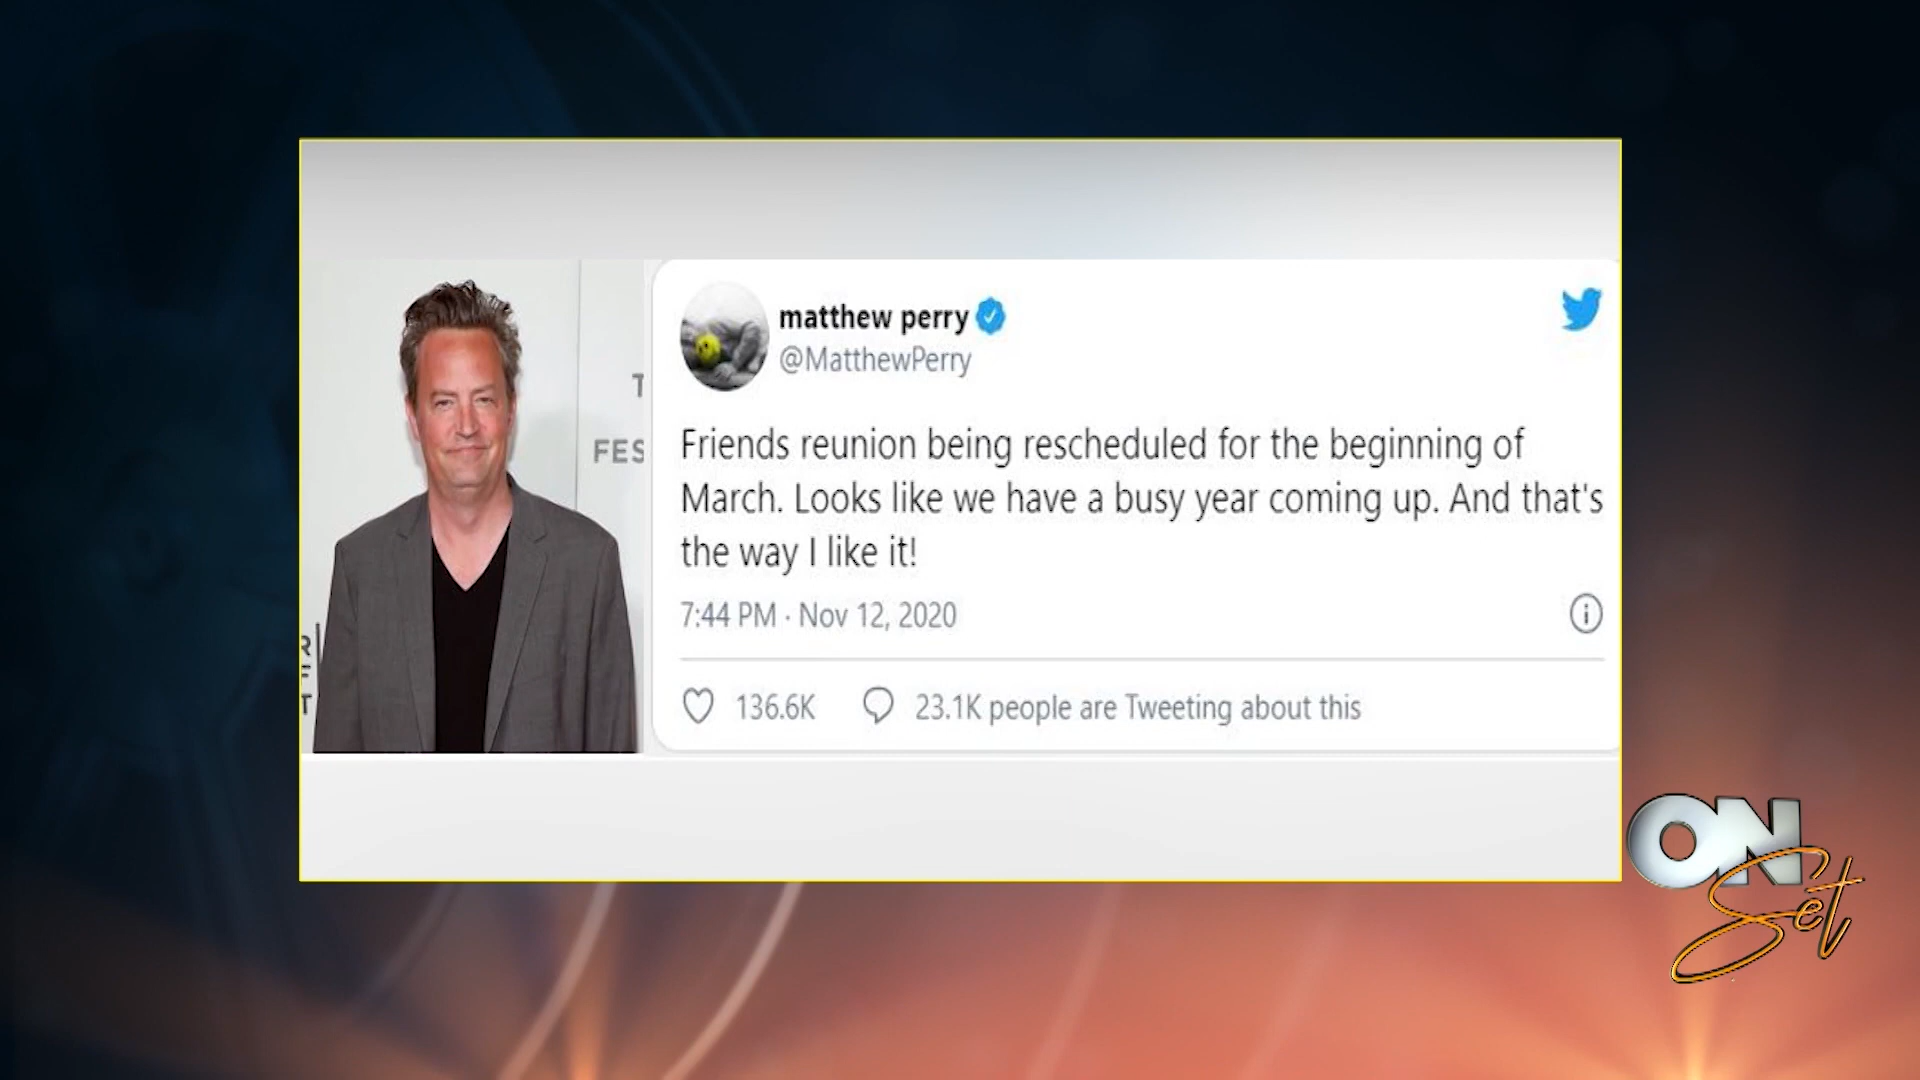 T
FES
R
F
T
matthew perry
@MatthewPerry
Friends reunion being rescheduled for the beginning of
March. Looks like we have a busy year coming up. And that's
the way I like it!
7:44 PM · Nov 12, 2020
136.6K 23.1K people are Tweeting about this
ON
Set